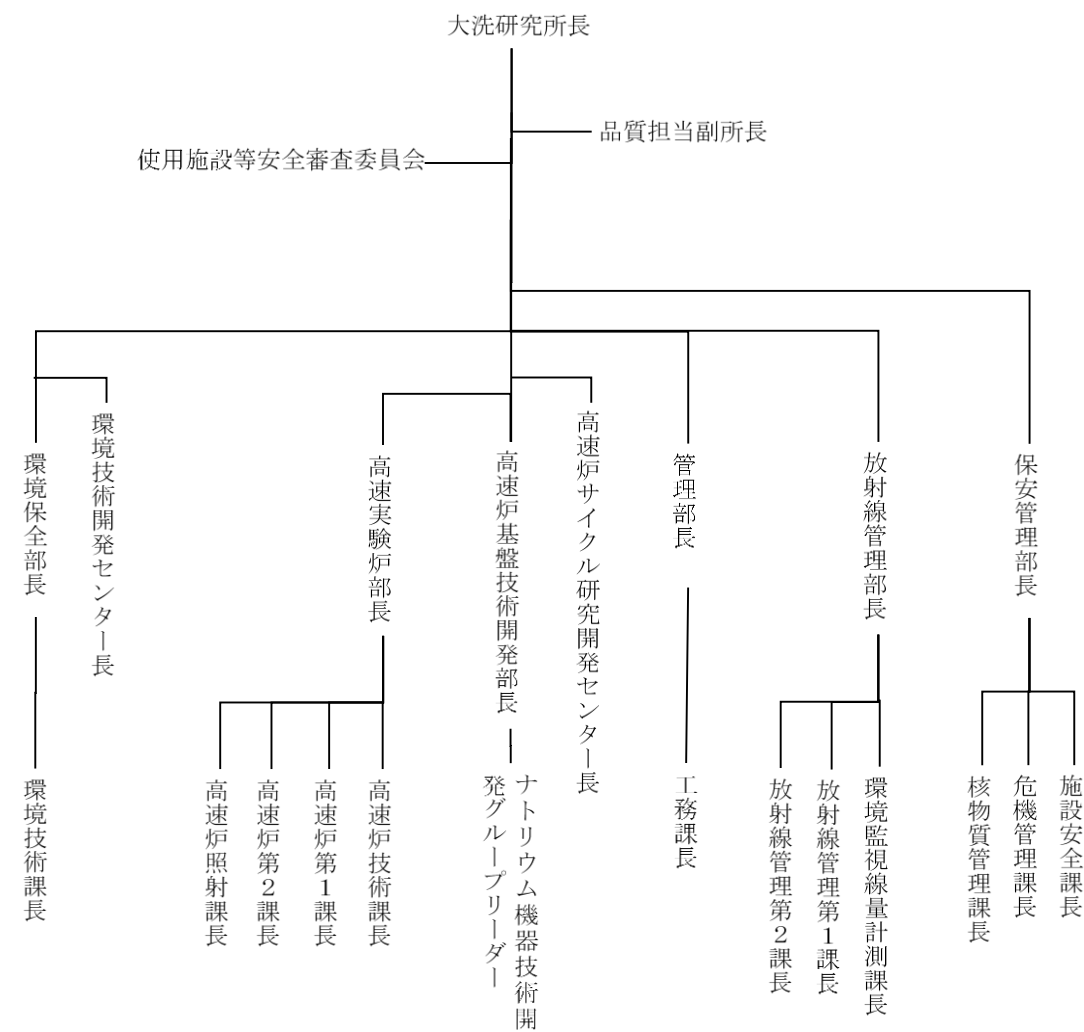 大洗研究所長
品質担当副所長
使用施設等安全審査委員会
保安管理部長
放射線管理部長
管理部長
高速炉サイクル研究開発センター長
高速炉基盤技術開発部長
高速実験炉部長
環境技術開発センター長
環境保全部長
施設安全課長
危機管理課長
核物質管理課長
環境監視線量計測課長
放射線管理第1課長
放射線管理第2課長
工務課長
ナトリウム機器技術開
発グループリーダー
高速炉技術課長
高速炉第1課長
高速炉第2課長
高速炉照射課長
環境技術課長